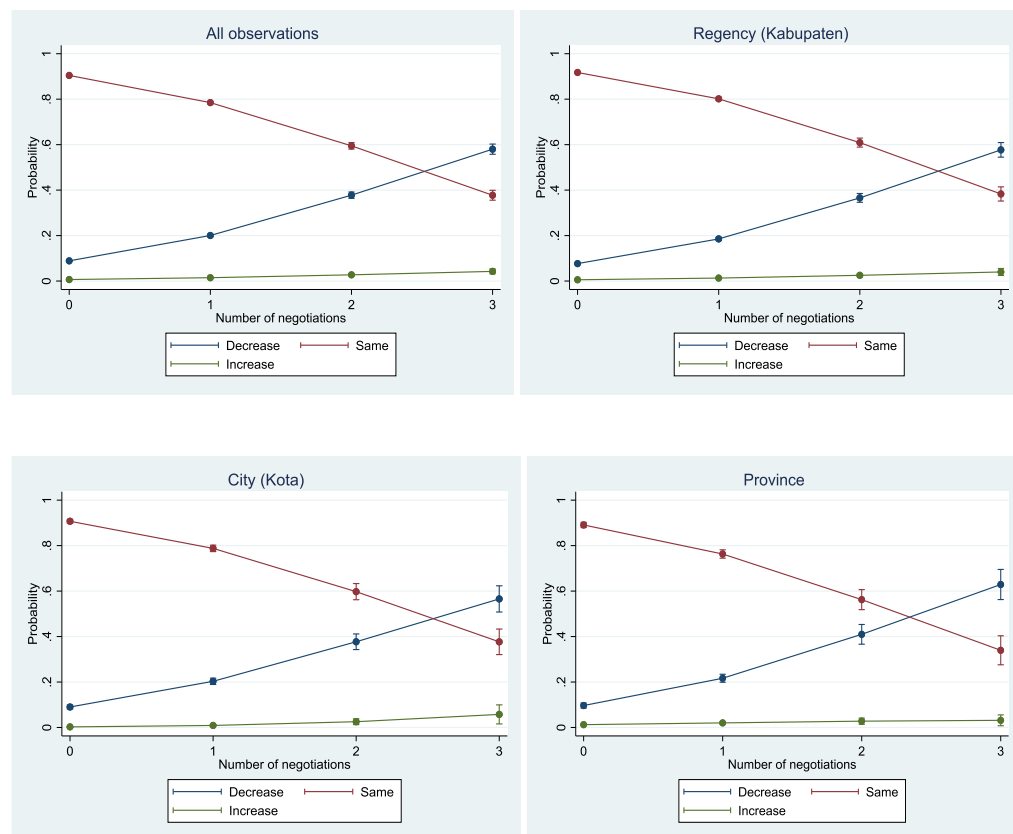 All observations
1
.8
.6
.4
.2
0
Probability
0 1 2 3
Number of negotiations
Decrease Same
Increase
Regency (Kabupaten)
1
.8
.6
.4
.2
0
Probability
0 1 2 3
Number of negotiations
Decrease Same
Increase
City (Kota)
1
.8
.6
.4
.2
0
Probability
0 1 2 3
Number of negotiations
Decrease Same
Increase
Province
1
.8
.6
.4
.2
0
Probability
0 1 2 3
Number of negotiations
Decrease Same
Increase